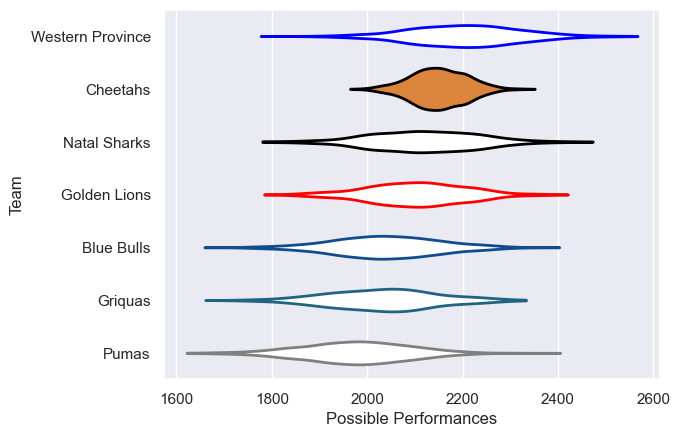 Western Province
Cheetahs
Natal Sharks
Golden Lions
Blue Bulls
Griquas
Pumas
Team
1600 1800 2000 2200 2400 2600
Possible Performances